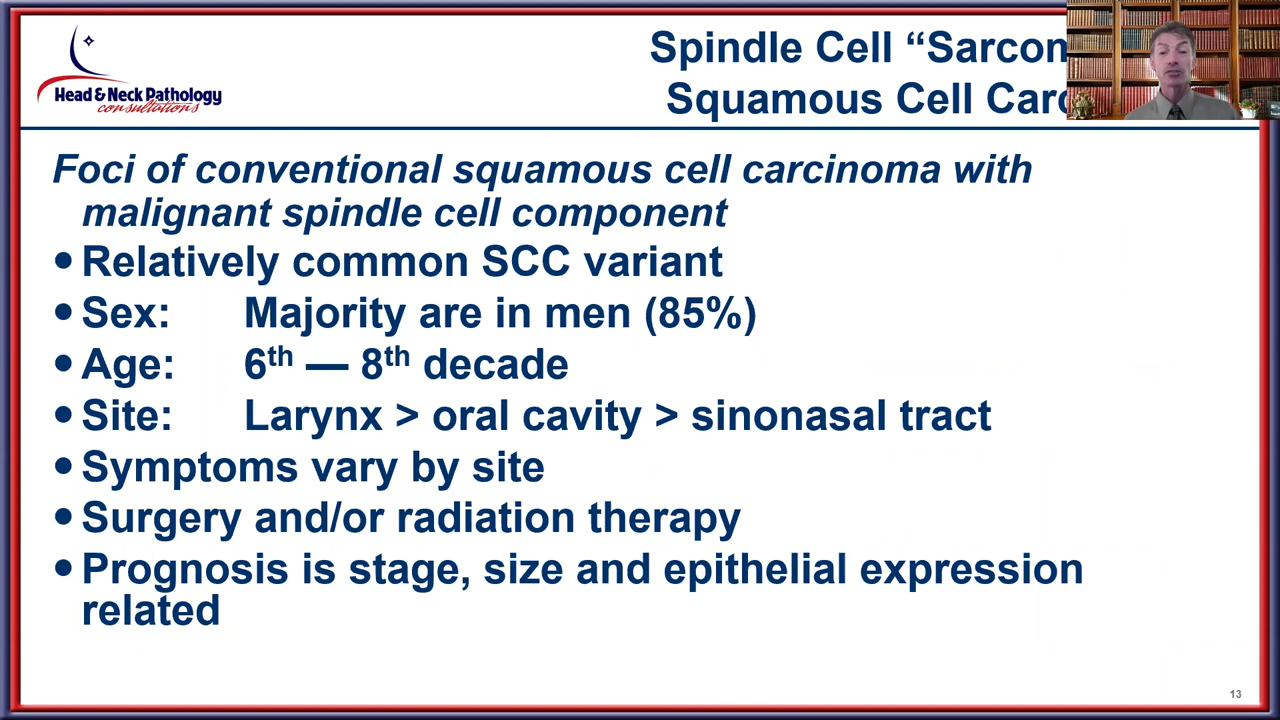 Head & Neck Pathology
consultations
Spindle Cell
Squamous Cell
Foci of conventional squamous cell carcinoma with
malignant spindle cell component
• Relatively common SCC variant
• Sex: Majority are in men (85%)
• Age: 6th — 8th decade
• Site: Larynx > oral cavity > sinonasal tract
• Symptoms vary by site
• Surgery and/or radiation therapy
• Prognosis is stage, size and epithelial expression
related
13